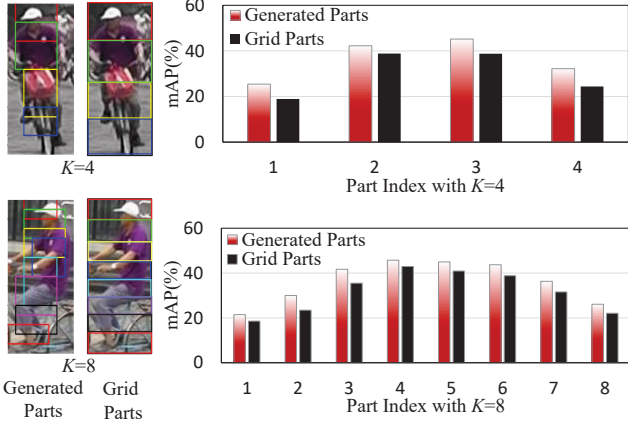 60
Generated Parts
Grid Parts
40
20
0
mAP(%)
1 2 3 4
Part Index with K=4
K=4
60
Generated Parts
Grid Parts
40
20
0
mAP(%)
1 2 3 4 5 6 7 8
Part Index with K=8
K=8
Generated Parts
Grid Parts